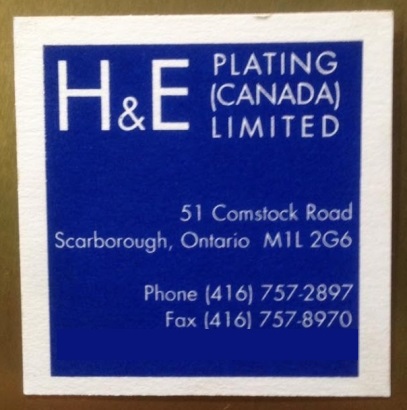 H&E PLATING
(CANADA)
LIMITED
51 Comstock Road
Scarborough, Ontario M1L 2G6
Phone (416) 757-2897
Fax (416) 757-8970